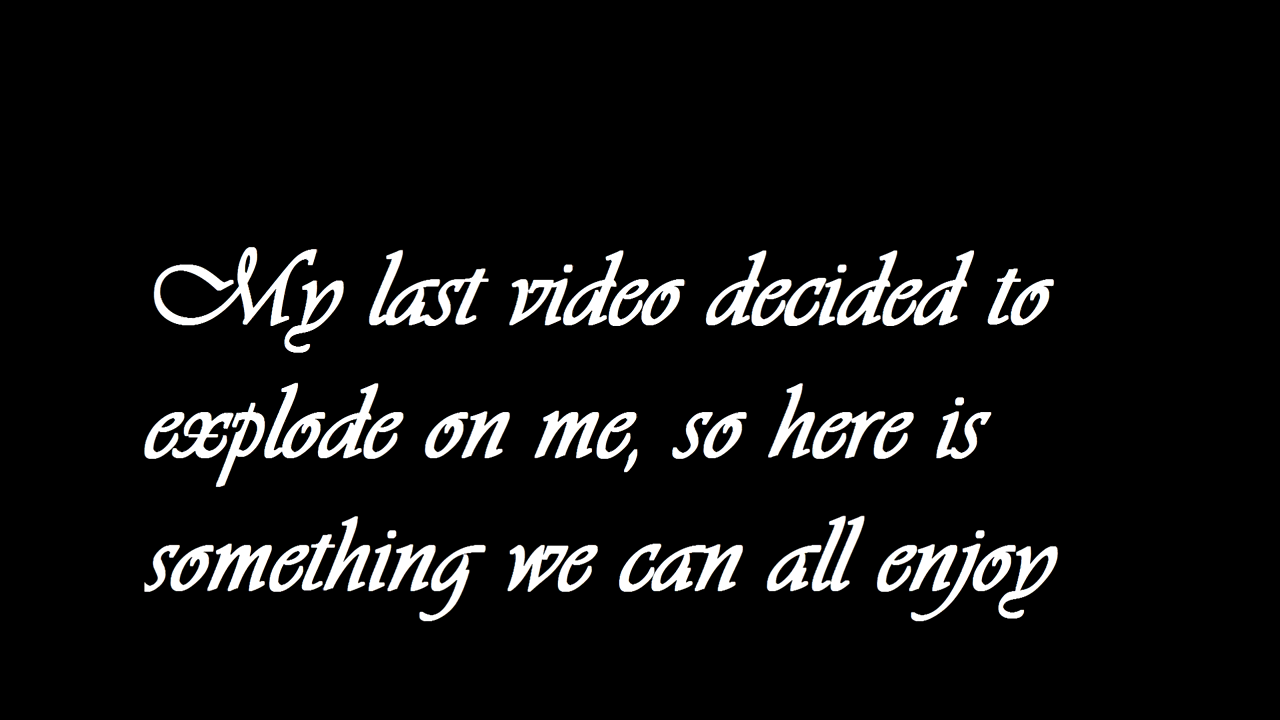 My last video decided to
explode on me, so here is
something we can all enjoy